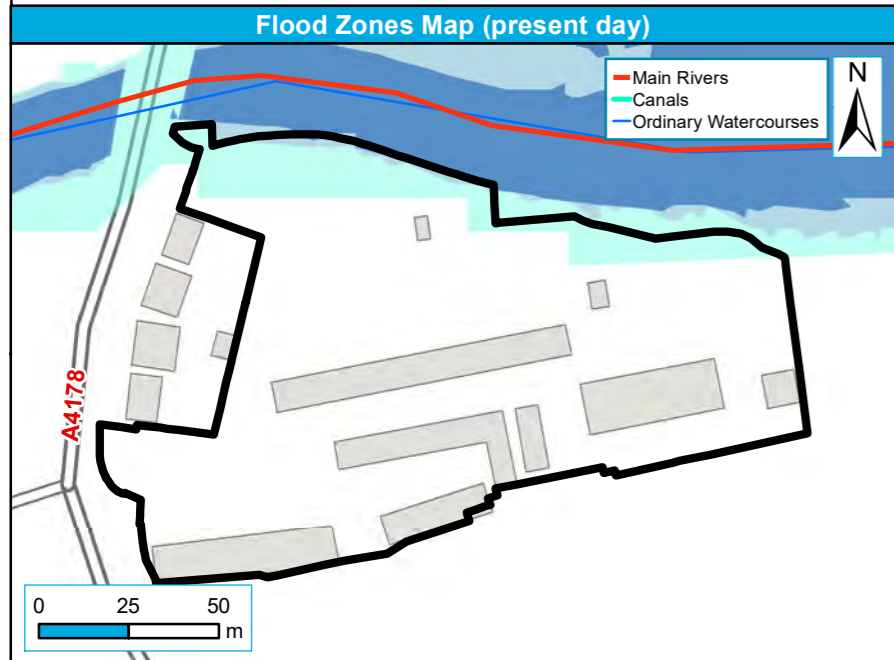 Flood Zones Map (present day)
Main Rivers
Canals
Ordinary Watercourses
N
A4178
0 25 50
m